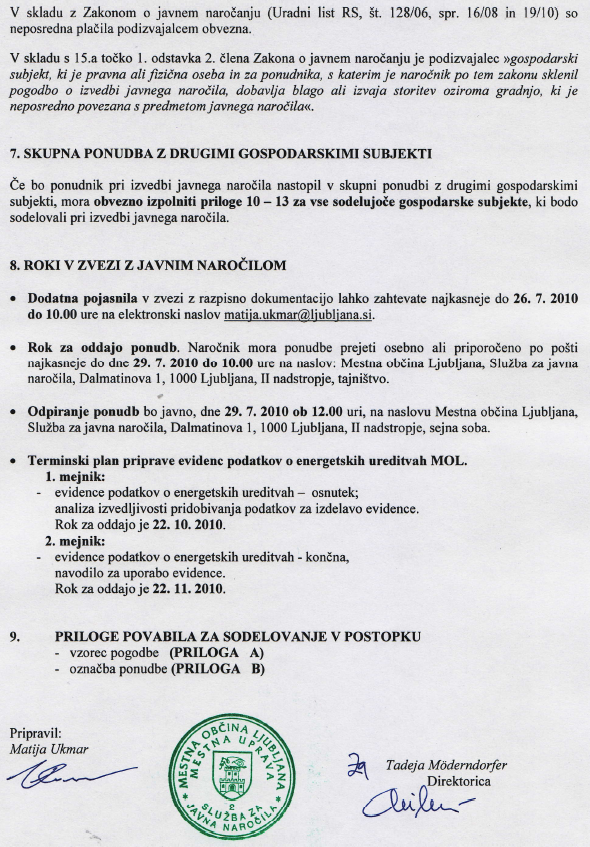 V skladu z Zakonom o javnem naročanju (Uradni list RS, št. 128/06, spr. 16/08 in 19/10) so
neposredna plačila podizvajalcem obvezna.
V skladu s 15.a točko 1. odstavka 2. člena Zakona o javnem naročanju je podizvajalec »gospodarski
subjekt, ki je pravna ali fizična oseba in za ponudnika, s katerim je naročnik po tem zakonu sklenil
pogodbo o izvedbi javnega naročila, dobavlja blago ali izvaja storitev oziroma gradnjo, ki je
neposredno povezana s predmetom javnega naročila«.
7. SKUPNA PONUDBA Z DRUGIMI GOSPODARSKIMI SUBJEKTI
Če bo ponudnik pri izvedbi javnega naročila nastopil v skupni ponudbi z drugimi gospodarskimi
subjekti, mora obvezno izpolniti priloge 10 – 13 za vse sodelujoče gospodarske subjekte, ki bodo
sodelovali pri izvedbi javnega naročila.
8. ROKI V ZVEZI Z JAVNIM NAROČILOM
• Dodatna pojasnila v zvezi z razpisno dokumentacijo lahko zahtevate najkasneje do 26. 7. 2010
do 10.00 ure na elektronski naslov matija.ukmar@ljubljana.si.
• Rok za oddajo ponudb. Naročnik mora ponudbe prejeti osebno ali priporočeno po pošti
najkasneje do dne 29. 7. 2010 do 10.00 ure na naslov: Mestna občina Ljubljana, Služba za javna
naročila, Dalmatinova 1, 1000 Ljubljana, II nadstropje, tajništvo.
• Odpiranje ponudb bo javno, dne 29. 7. 2010 ob 12.00 uri, na naslovu Mestna občina Ljubljana,
Služba za javna naročila, Dalmatinova 1, 1000 Ljubljana, II nadstropje, sejna soba.
• Terminski plan priprave evidenc podatkov o energetskih ureditvah MOL.
1. mejnik:
- evidence podatkov o energetskih ureditvah – osnutek;
analiza izvedljivosti pridobivanja podatkov za izdelavo evidence.
Rok za oddajo je 22. 10. 2010.
2. mejnik:
- evidence podatkov o energetskih ureditvah - končna,
navodilo za uporabo evidence.
Rok za oddajo je 22. 11. 2010.
9. PRILOGE POVABILA ZA SODELOVANJE V POSTOPKU
- vzorec pogodbe (PRILOGA A)
- označba ponudbe (PRILOGA B)
Pripravil:
Matija Ukmar
MESTNA OBČINA LJUBLJANA
MESTNA UPRAVA
2
SLUŽBA ZA
JAVNA NAROČILA
Za
Tadeja Möderndorfer
Direktorica